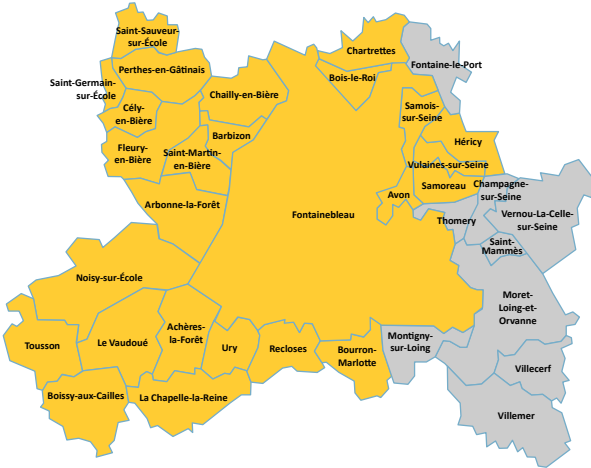 Saint-Sauveur-
sur-École
Chartrettes
Fontaine-le-Port
Perthes-en-Gâtinais
Bois-le-Roi
Saint-Germain-
sur-École
Chailly-en-Bière
Cély-
en-Bière
Samois-
sur-Seine
Barbizon
Héricy
Fleury-
en-Bière
Saint-Martin-
en-Bière
Vulaines-sur-Seine
Samoreau
Champagne-
sur-Seine
Avon
Arbonne-la-Forêt
Fontainebleau
Thomery
Vernou-La-Celle-
sur-Seine
Saint-
Mammès
Noisy-sur-École
Moret-
Loing-et-
Orvanne
Achères-
la-Forêt
Tousson
Le Vaudoué
Ury
Recloses
Bourron-
Marlotte
Montigny-
sur-Loing
Villecerf
Boissy-aux-Cailles
La Chapelle-la-Reine
Villemer